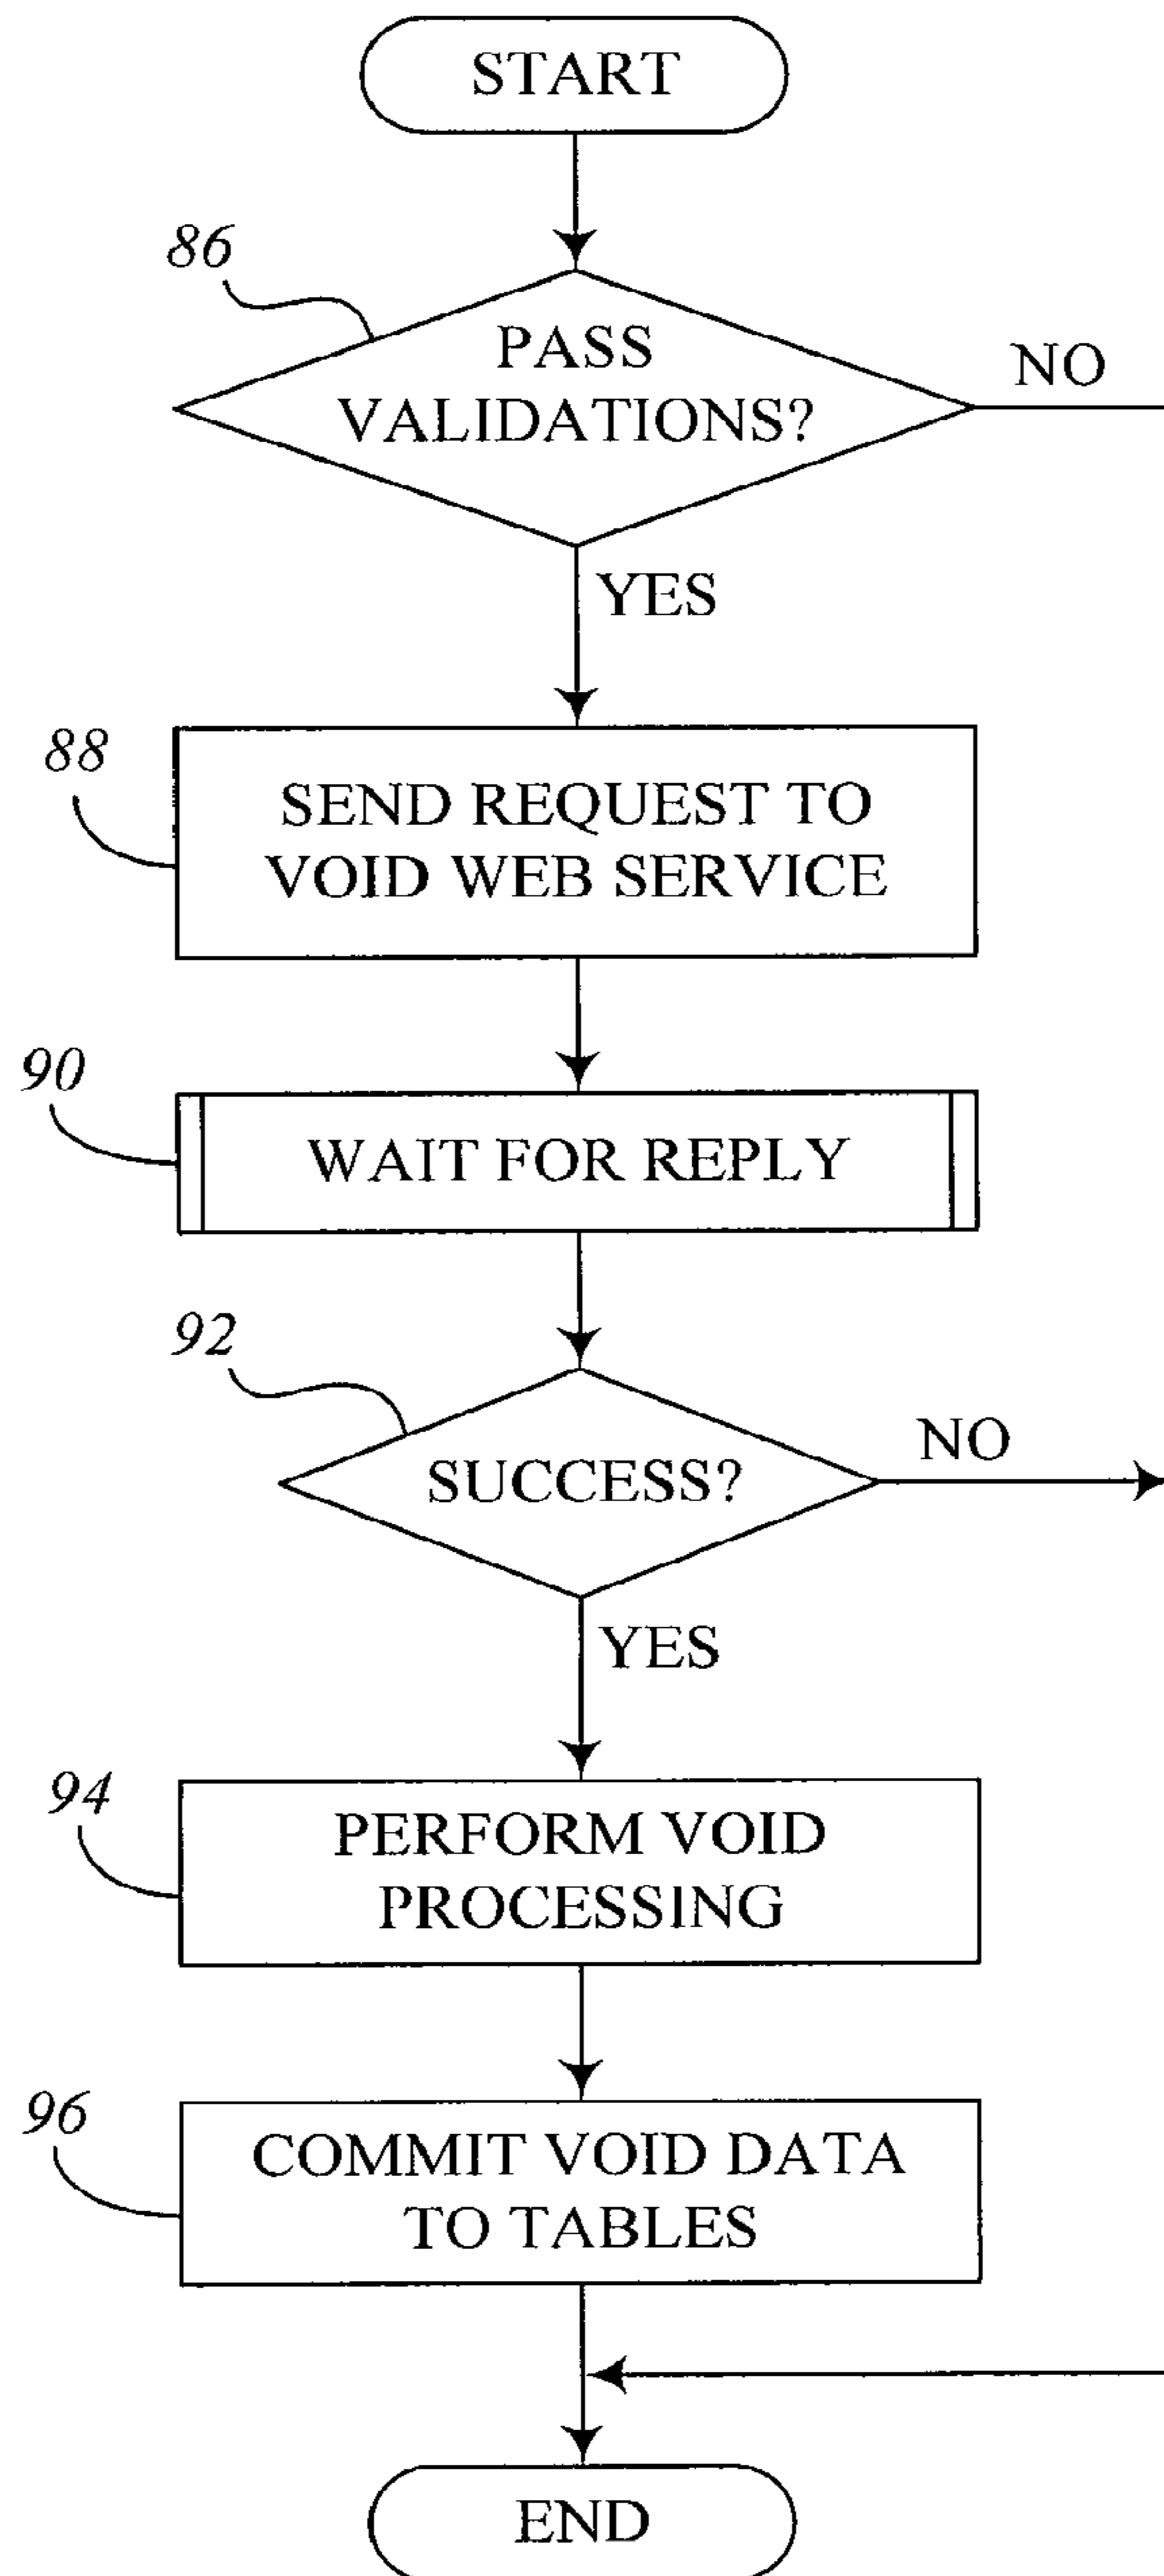 START
86
PASS
VALIDATIONS?
NO
YES
88
SEND REQUEST TO
VOID WEB SERVICE
90
WAIT FOR REPLY
92
SUCCESS?
NO
YES
94
PERFORM VOID
PROCESSING
96
COMMIT VOID DATA
TO TABLES
END